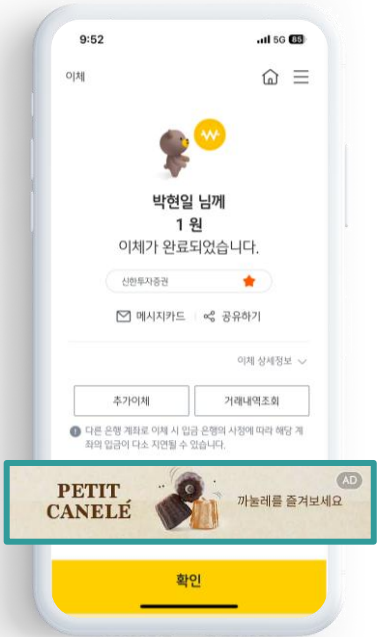 9:52
5G 85
이체
박현일 님께
1 원
이체가 완료되었습니다.
신한투자증권
메시지카드
공유하기
이체 상세정보
추가이체
거래내역조회
다른 은행 계좌로 이체 시 입금 은행의 사정에 따라 해당 계
좌의 입금이 다소 지연될 수 있습니다.
AD
PETIT
CANELÉ
까눌레를 즐겨보세요
확인